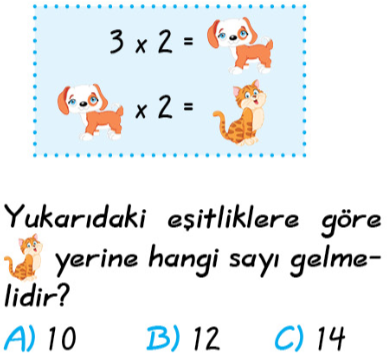 3 x 2 =
x 2 =
Yukarıdaki eşitliklere göre
yerine hangi sayı gelme-
lidir?
A) 10 B) 12 C) 14